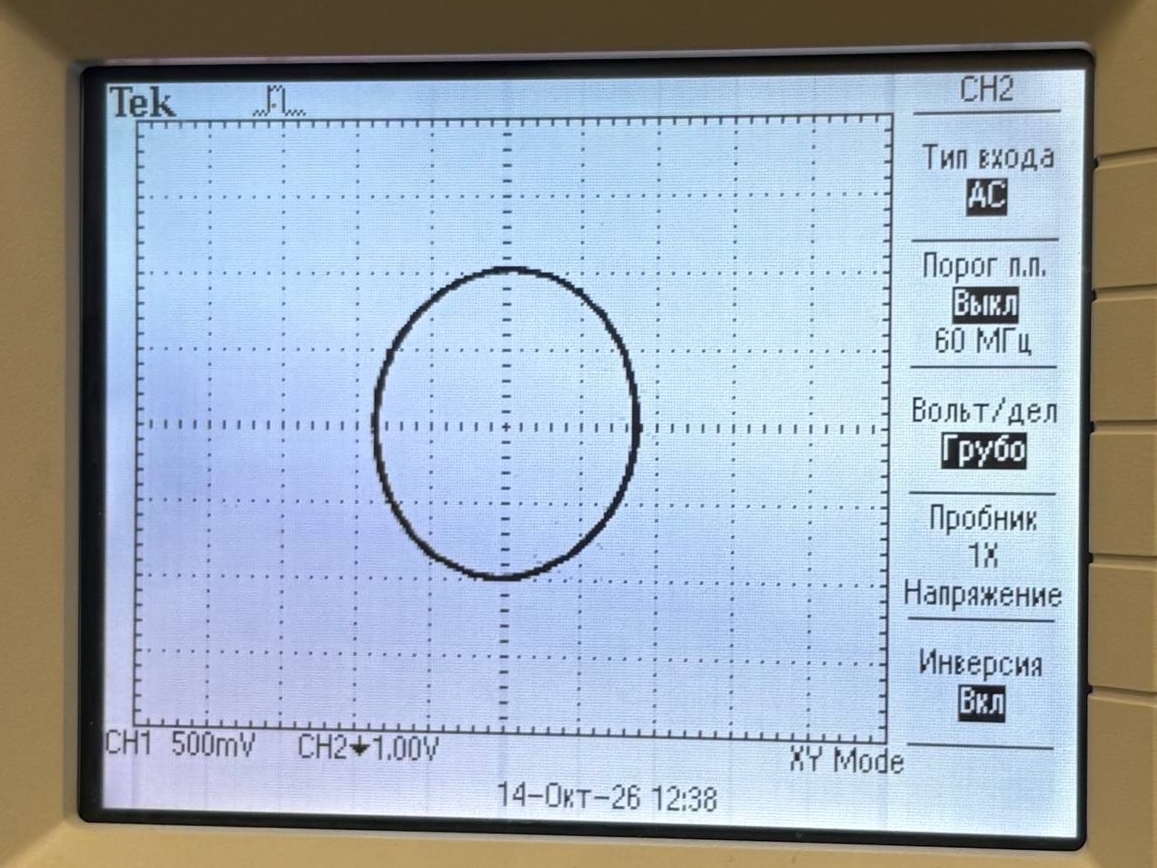 Tek
CH2
Тип входа
AC
Порог п.п.
Выкл
60 МГц
Вольт/дел
Грубо
Пробник
1X
Напряжение
Инверсия
Вкл
CH1 500mV CH2↓1.00V
XY Mode
14-Окт-26 12:38